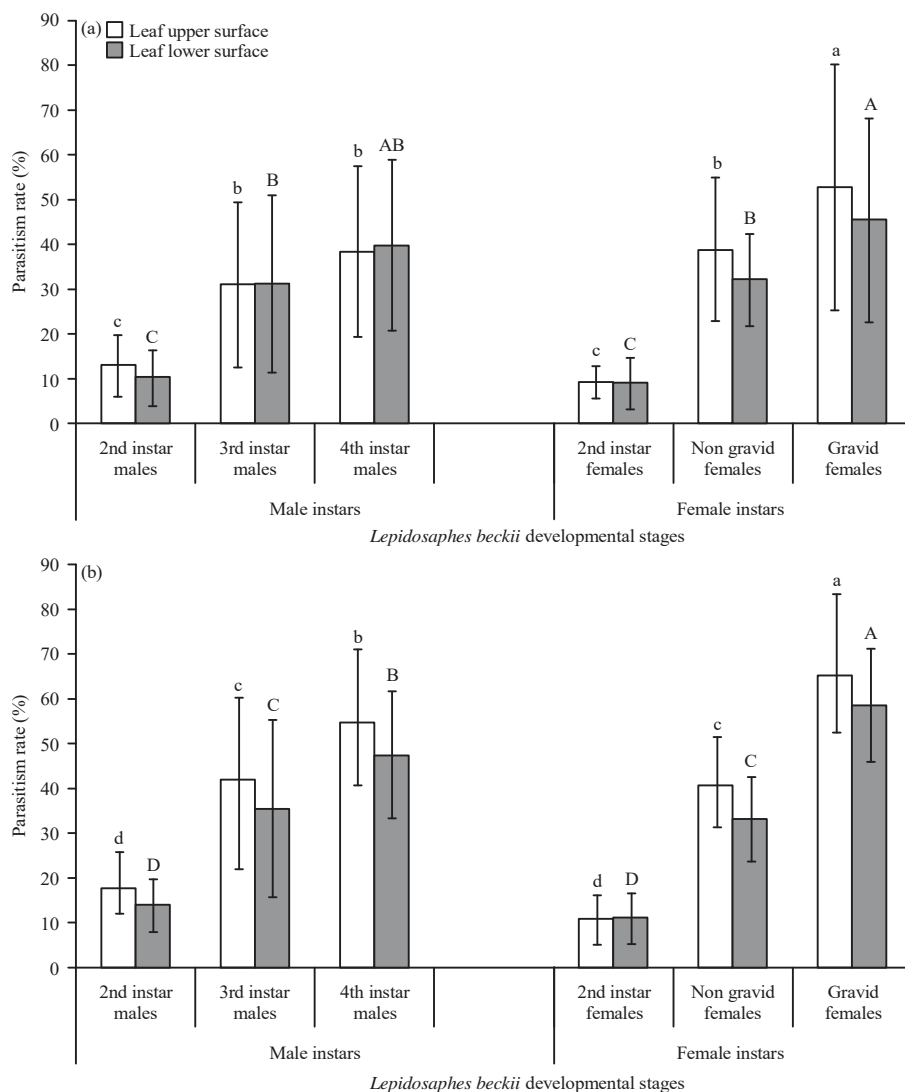 (a)
Leaf upper surface
Leaf lower surface
90
80
70
60
50
40
30
20
10
0
Parasitism rate (%)
c
C
b
B
b
AB
c
C
b
B
a
A
2nd instar
males
3rd instar
males
4th instar
males
2nd instar
females
Non gravid
females
Gravid
females
Male instars
Female instars
Lepidosaphes beckii developmental stages
(b)
90
80
70
60
50
40
30
20
10
0
Parasitism rate (%)
d
D
c
C
b
B
d
D
c
C
a
A
2nd instar
males
3rd instar
males
4th instar
males
2nd instar
females
Non gravid
females
Gravid
females
Male instars
Female instars
Lepidosaphes beckii developmental stages